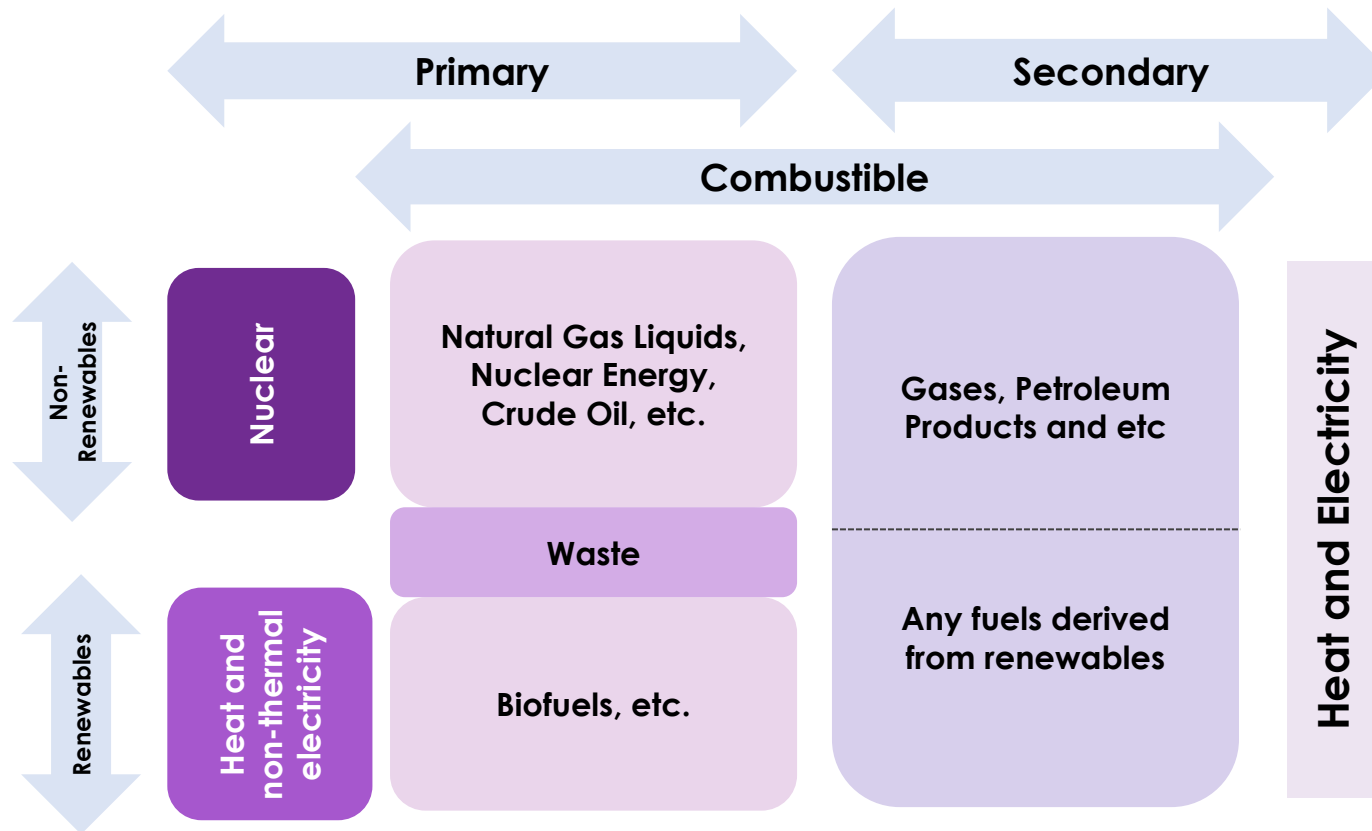 Primary
Secondary
Combustible
Non-
Renewables
Nuclear
Natural Gas Liquids,
Nuclear Energy,
Crude Oil, etc.
Gases, Petroleum
Products and etc
Heat and Electricity
Waste
Renewables
Heat and
non-thermal
electricity
Biofuels, etc.
Any fuels derived
from renewables